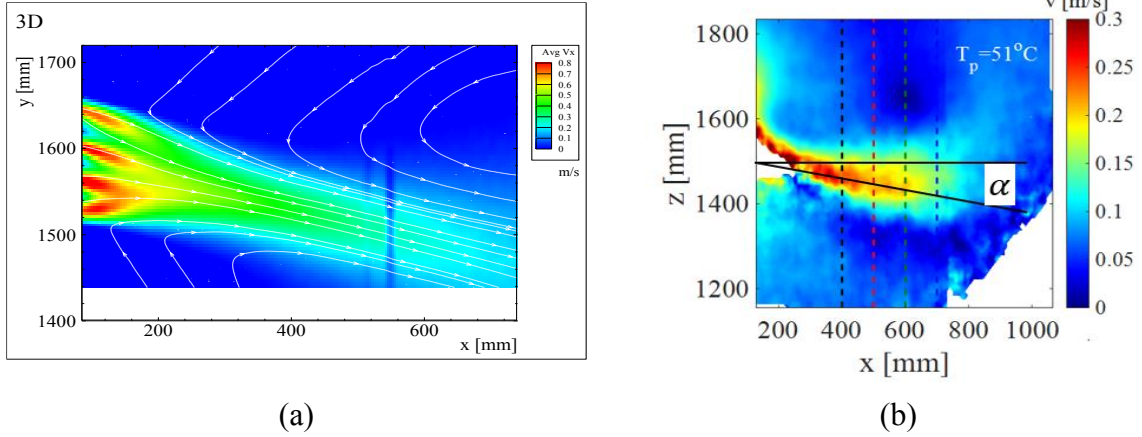 3D
y [mm]
1700
1600
1500
1400
200
400
600
x [mm]
Avg Vx
0.8
0.7
0.6
0.5
0.4
0.3
0.2
0.1
0
m/s
(a)
V [m/s]
z [mm]
1800
1600
1400
1200
200 400 600 800 1000
x [mm]
Tp=51°C
α
0.3
0.25
0.2
0.15
0.1
0.05
0
(b)